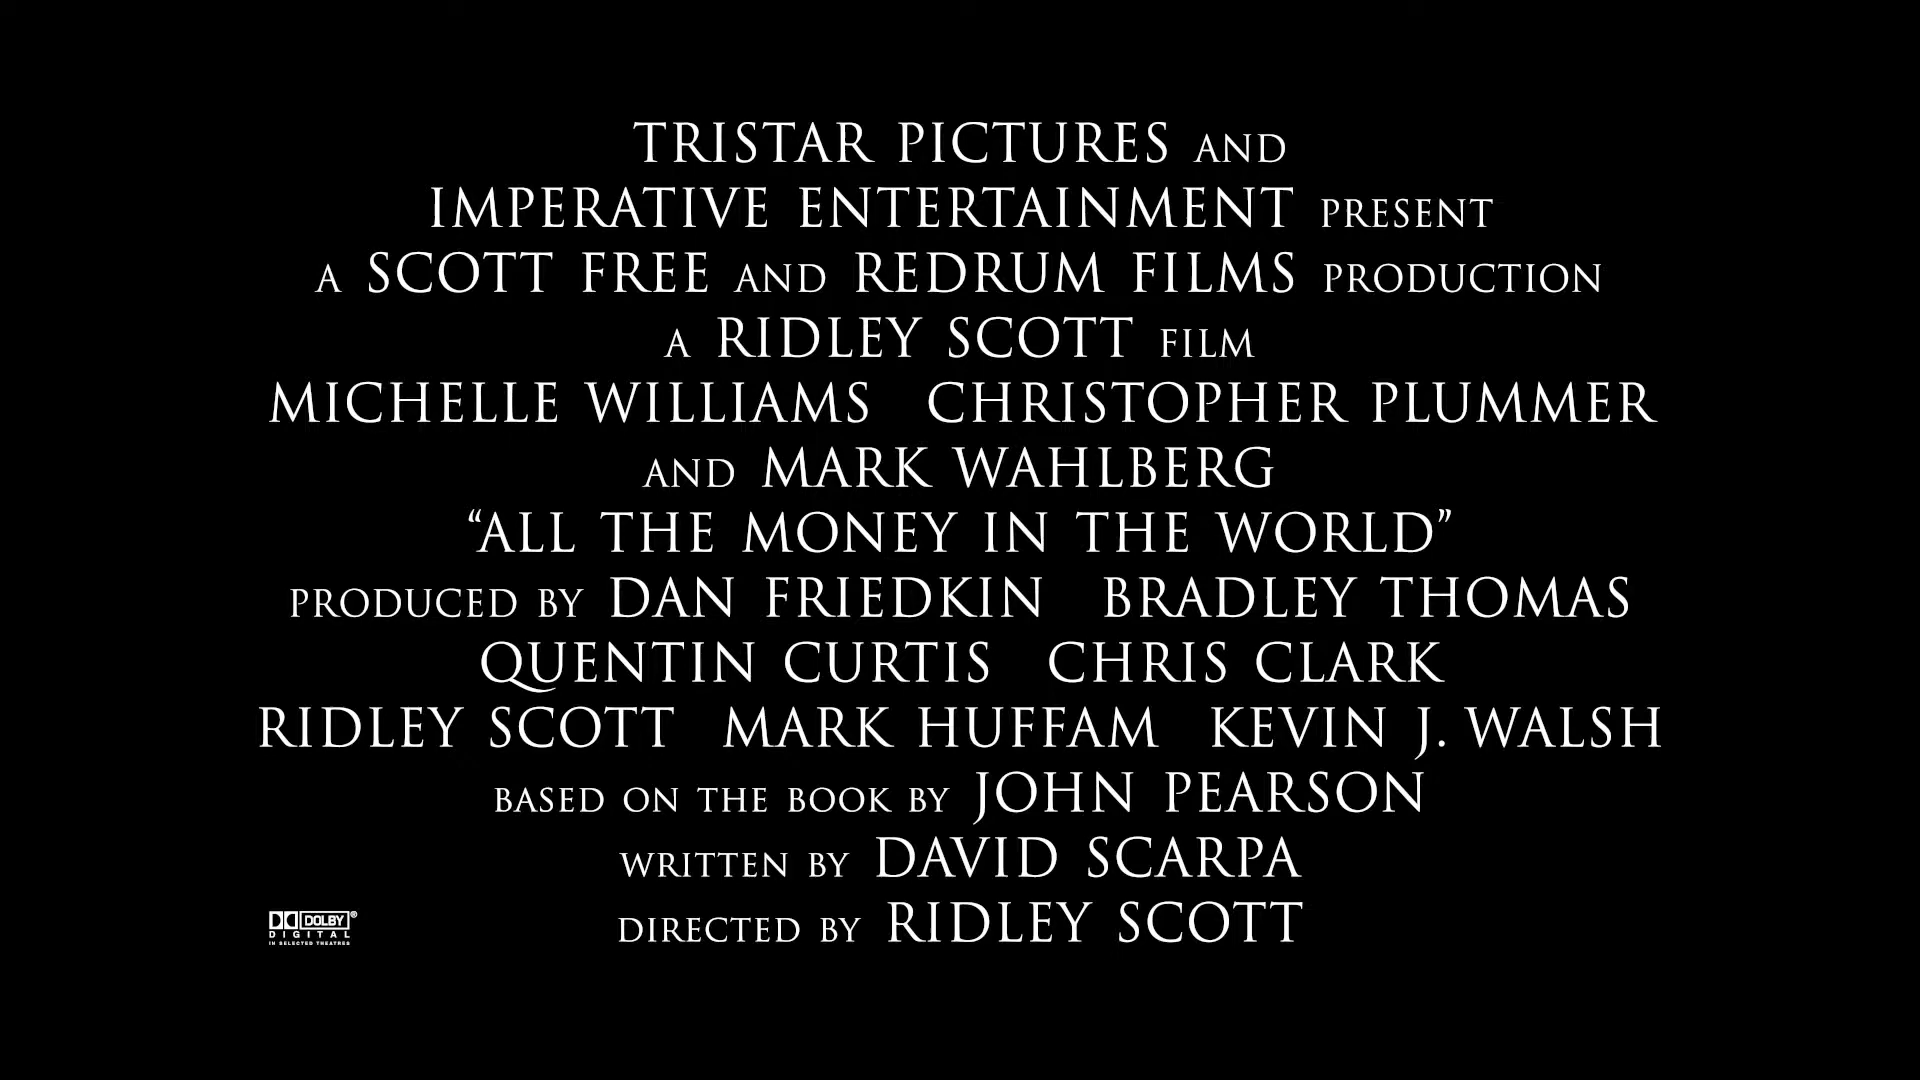 TRISTAR PICTURES AND
IMPERATIVE ENTERTAINMENT PRESENT
A SCOTT FREE AND REDRUM FILMS PRODUCTION
A RIDLEY SCOTT FILM
MICHELLE WILLIAMS CHRISTOPHER PLUMMER
AND MARK WAHLBERG
“ALL THE MONEY IN THE WORLD”
PRODUCED BY DAN FRIEDKIN BRADLEY THOMAS
QUENTIN CURTIS CHRIS CLARK
RIDLEY SCOTT MARK HUFFAM KEVIN J. WALSH
BASED ON THE BOOK BY JOHN PEARSON
WRITTEN BY DAVID SCARPA
DIRECTED BY RIDLEY SCOTT
DOLBY®
DIGITAL
IN SELECTED THEATRES